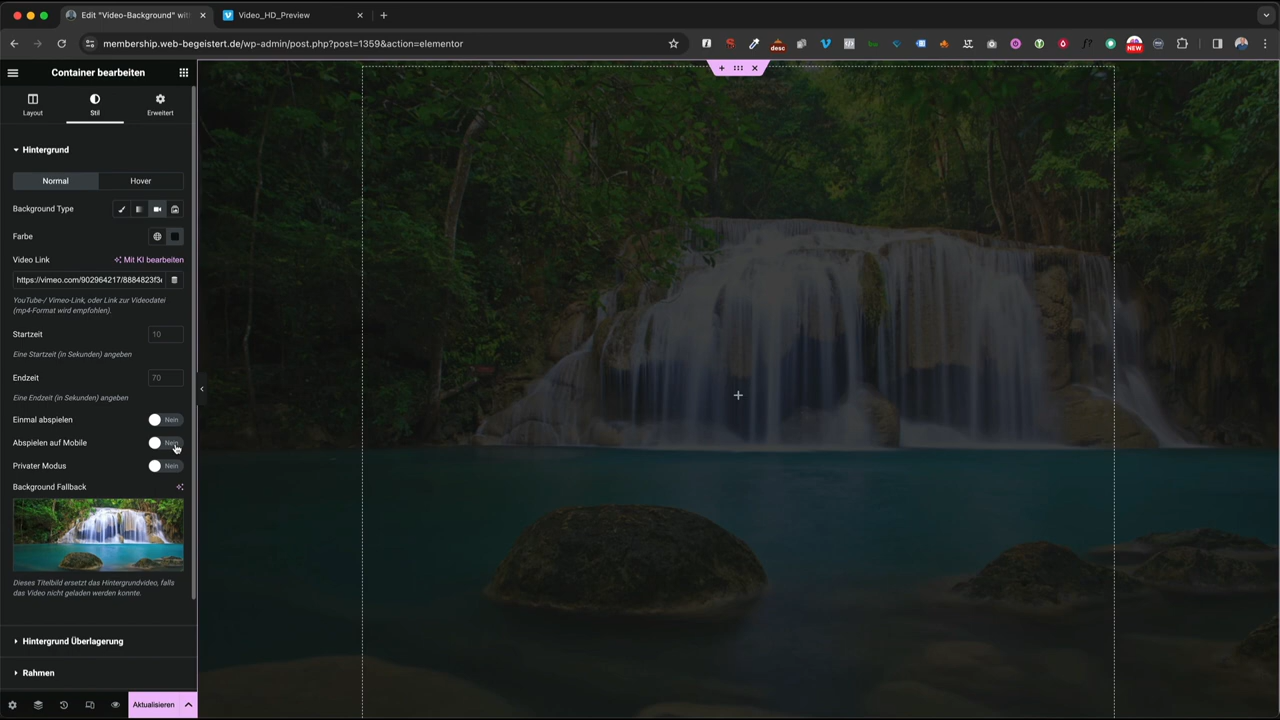 Edit "Video-Background" with
Video_HD_Preview
membership.web-begeistert.de/wp-admin/post.php?post=1359&action=elementor
desc
NEW
Container bearbeiten
Layout
Stil
Erweitert
Hintergrund
Normal
Hover
Background Type
Farbe
Video Link
Mit KI bearbeiten
https://vimeo.com/902964217/8884823f3
YouTube-/ Vimeo-Link, oder Link zur Videodatei
(mp4-Format wird empfohlen).
Startzeit
10
Eine Startzeit (in Sekunden) angeben
Endzeit
70
Eine Endzeit (in Sekunden) angeben
Einmal abspielen
Nein
Abspielen auf Mobile
Nein
Privater Modus
Nein
Background Fallback
Dieses Titelbild ersetzt das Hintergrundvideo, falls
das Video nicht geladen werden konnte.
Hintergrund Überlagerung
Rahmen
Aktualisieren